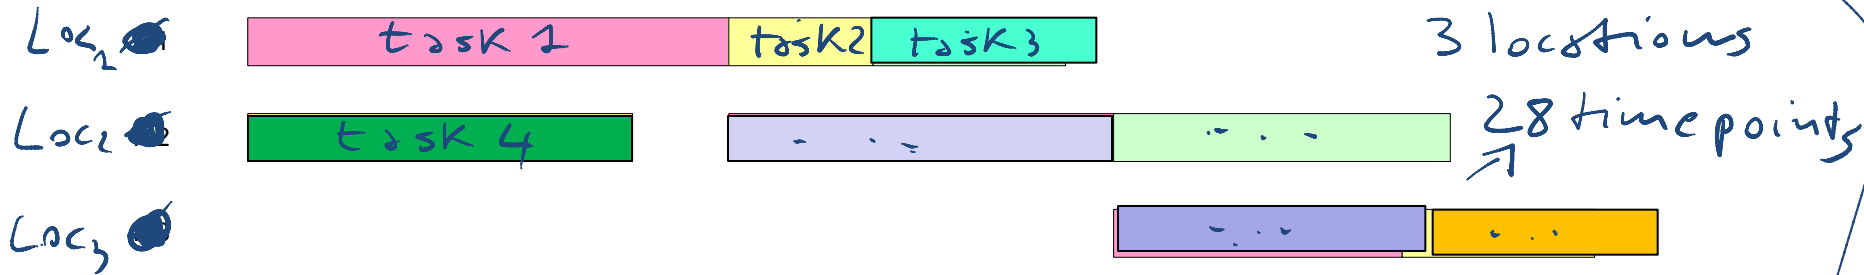 Loc1 task 1 task2 task3 3 locations
Loc2 task 4 28 timepoints
Loc3